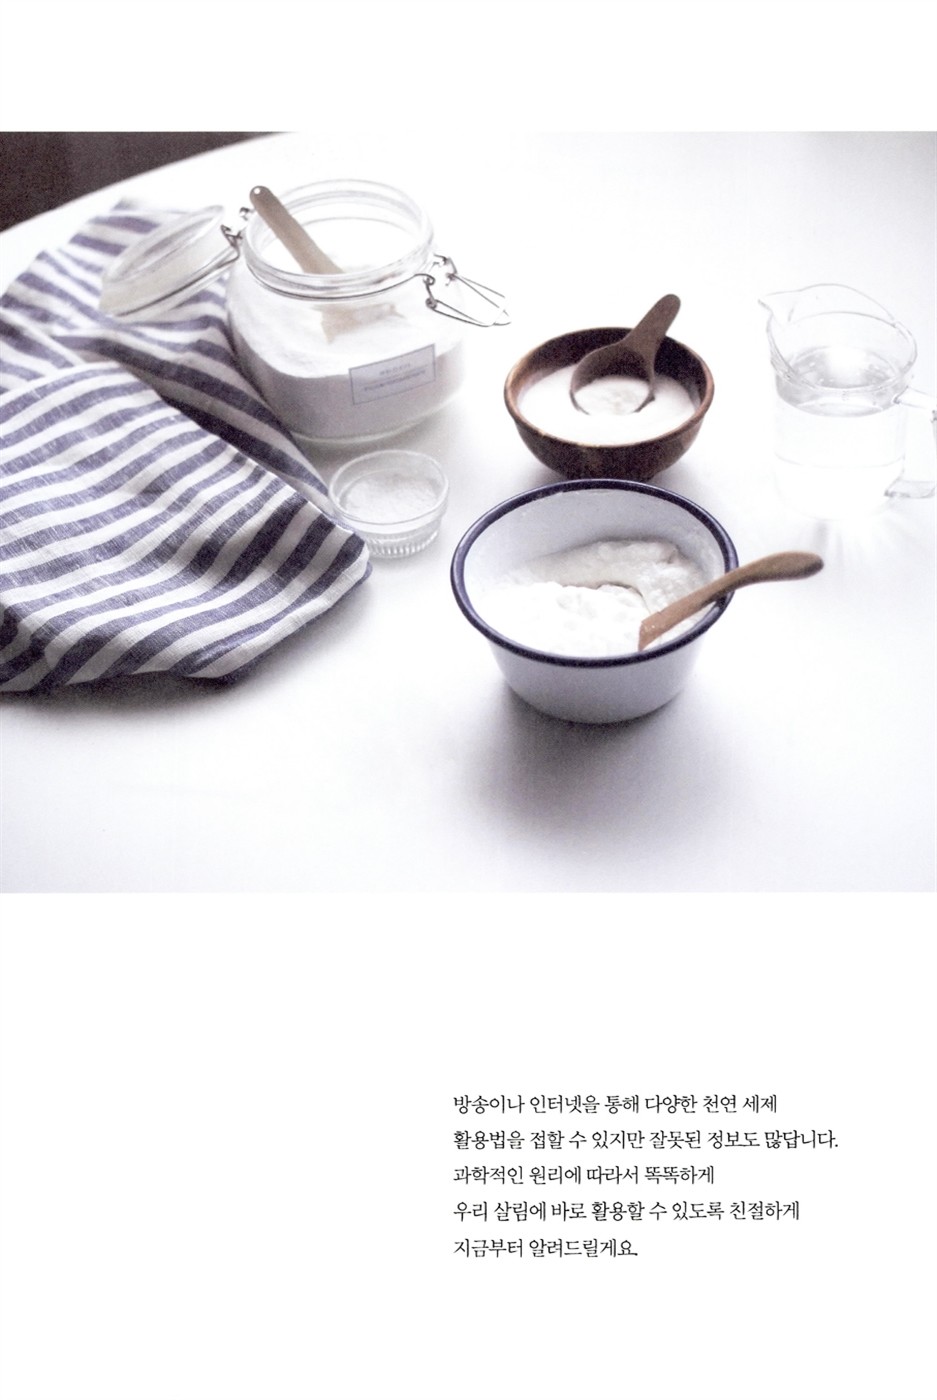 방송이나 인터넷을 통해 다양한 천연 세제
활용법을 접할 수 있지만 잘못된 정보도 많답니다.
과학적인 원리에 따라서 똑똑하게
우리 살림에 바로 활용할 수 있도록 친절하게
지금부터 알려드릴게요.